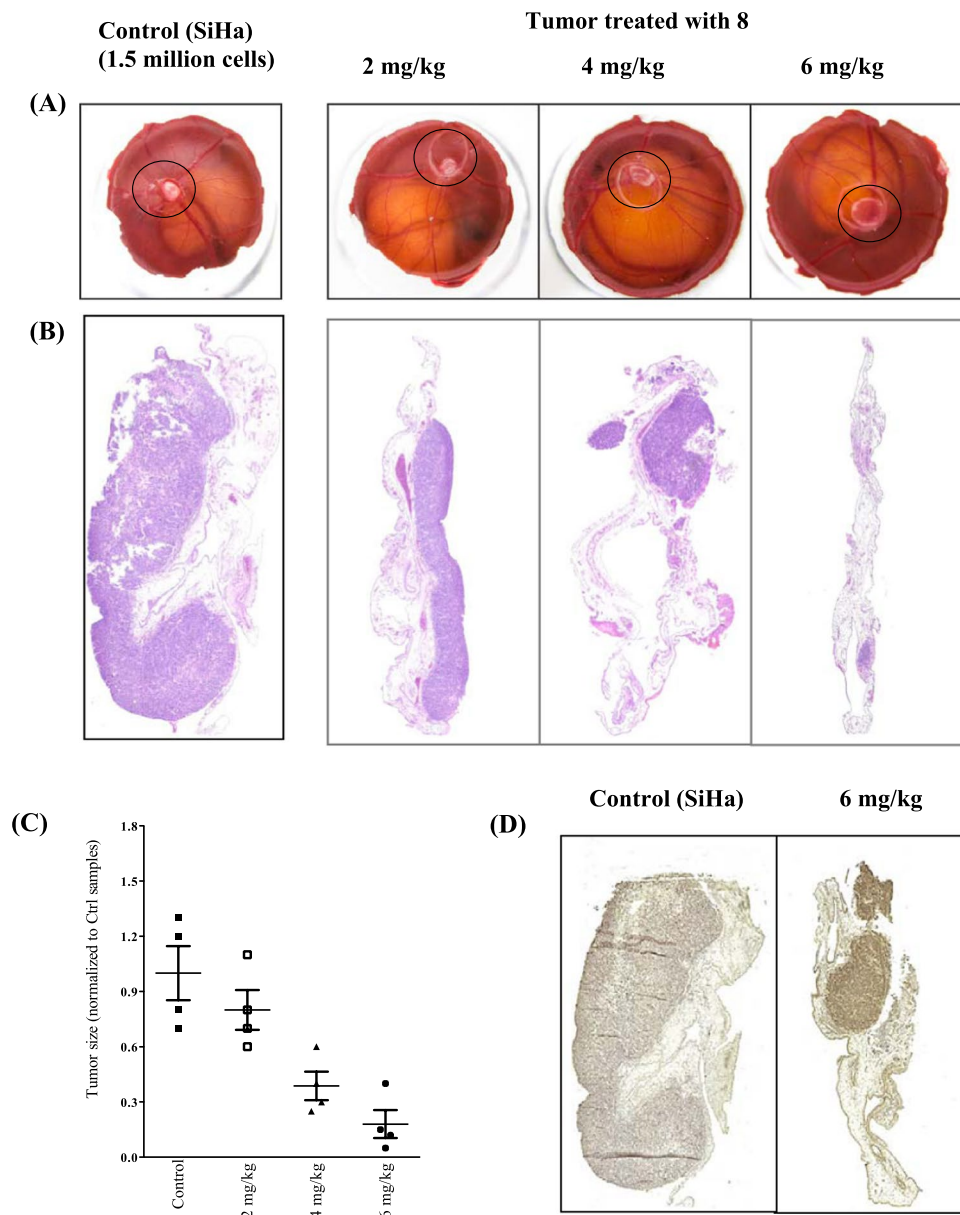 Control (SiHa)
(1.5 million cells)
Tumor treated with 8
2 mg/kg
4 mg/kg
6 mg/kg
(A)
(B)
(C)
Tumor size (normalized to Ctrl samples)
1.8
1.5
1.2
0.9
0.6
0.3
0.0
Control
2 mg/kg
4 mg/kg
6 mg/kg
(D)
Control (SiHa)
6 mg/kg